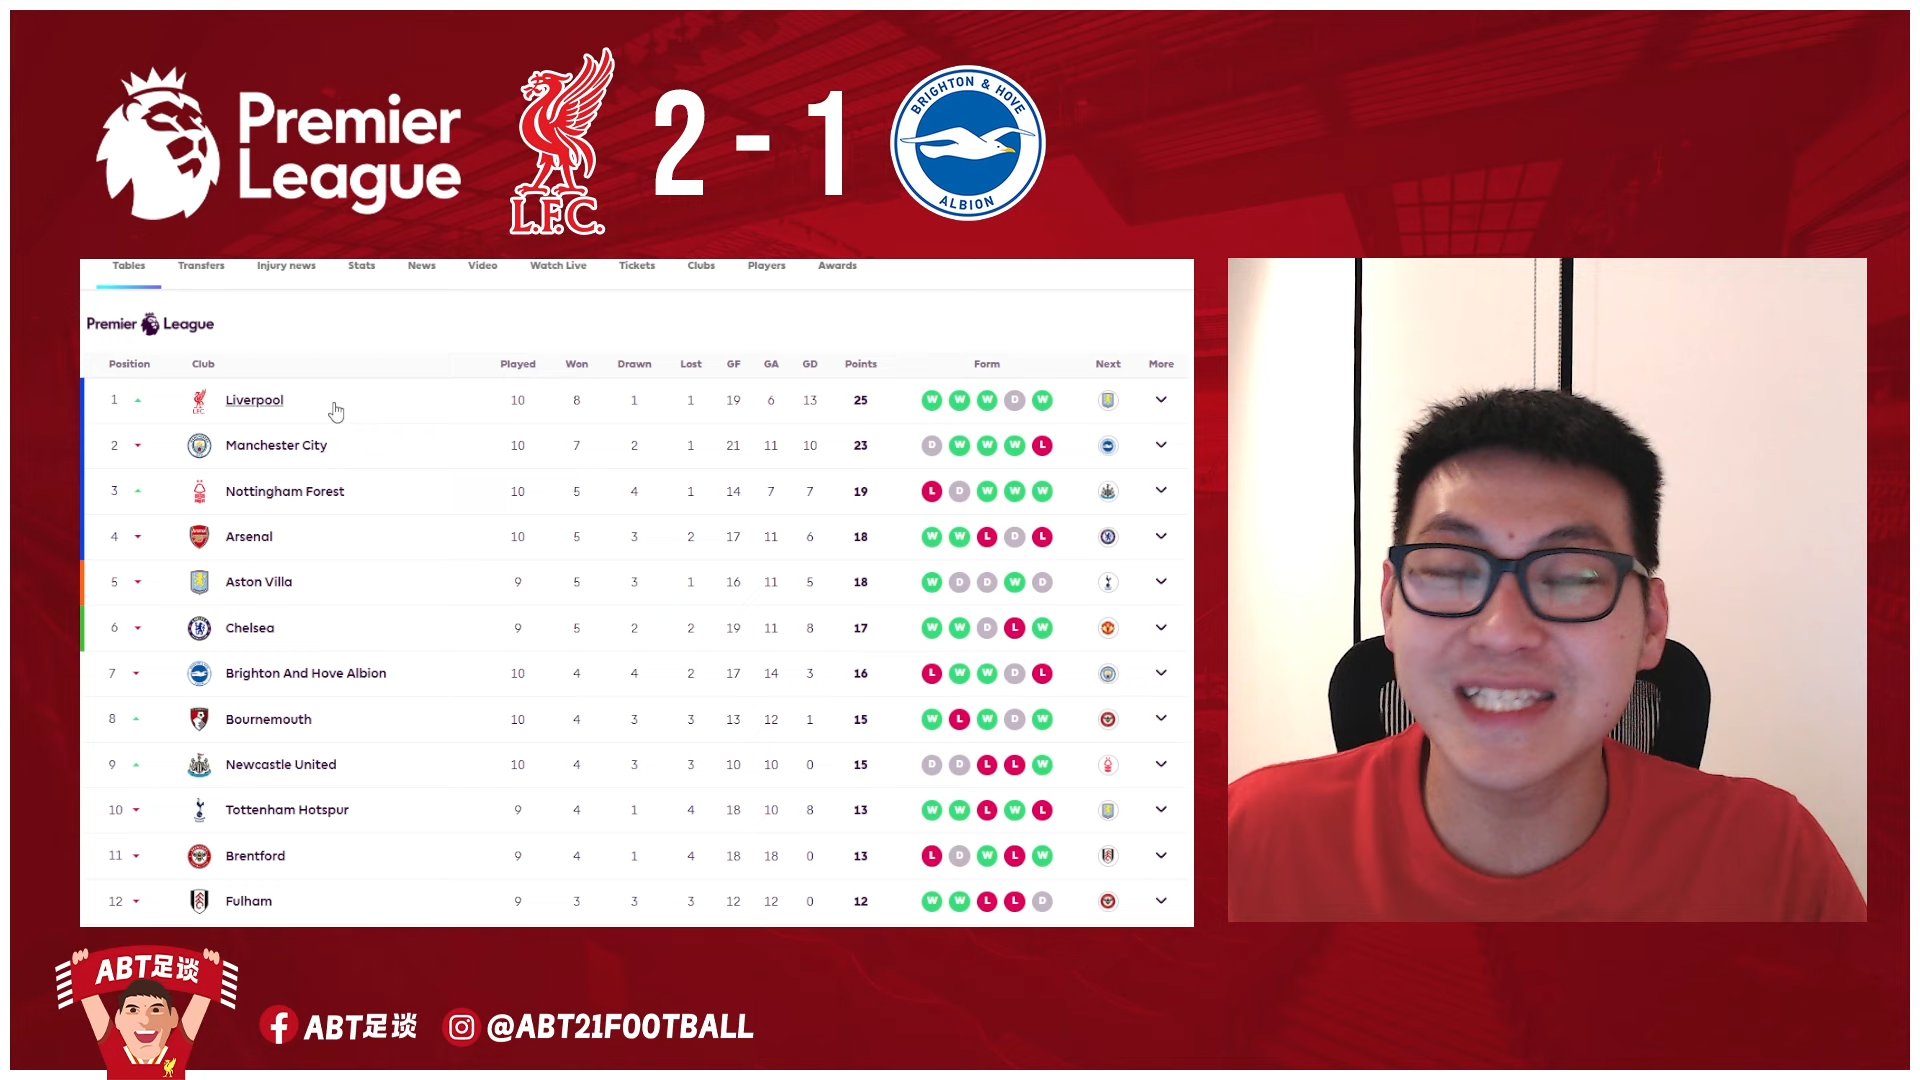 Premier League
L.F.C.
2 - 1
BRIGHTON & HOVE ALBION
Tables Transfers Injury news Stats News Video Watch Live Tickets Clubs Players Awards
Premier League
Position Club Played Won Drawn Lost GF GA GD Points Form Next More
1 Liverpool 10 8 1 1 19 6 13 25 W W W D W
2 Manchester City 10 7 2 1 21 11 10 23 D W W W L
3 Nottingham Forest 10 5 4 1 14 7 7 19 L D W W W
4 Arsenal 10 5 3 2 17 11 6 18 W W L D L
5 Aston Villa 9 5 3 1 16 11 5 18 W D D W D
6 Chelsea 9 5 2 2 19 11 8 17 W W D L W
7 Brighton And Hove Albion 10 4 4 2 17 14 3 16 L W W D L
8 Bournemouth 10 4 3 3 13 12 1 15 W L W D W
9 Newcastle United 10 4 3 3 10 10 0 15 D D L L W
10 Tottenham Hotspur 9 4 1 4 18 10 8 13 W W L W L
11 Brentford 9 4 1 4 18 18 0 13 L D W L W
12 Fulham 9 3 3 3 12 12 0 12 W W L L D
ABT足谈
ABT足谈 @ABT21FOOTBALL